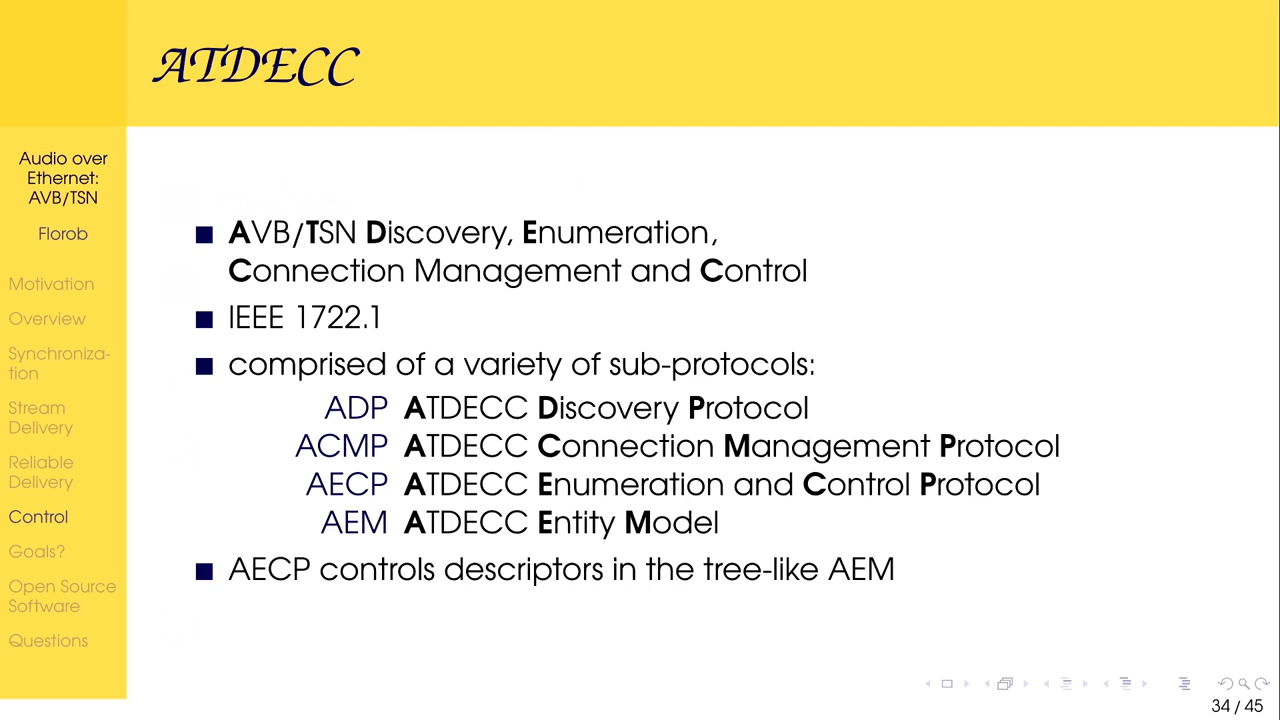 ATDECC
Audio over
Ethernet:
AVB/TSN
Florob
Motivation
Overview
Synchroniza-
tion
Stream
Delivery
Reliable
Delivery
Control
Goals?
Open Source
Software
Questions
AVB/TSN Discovery, Enumeration,
Connection Management and Control
IEEE 1722.1
comprised of a variety of sub-protocols:
ADP ATDECC Discovery Protocol
ACMP ATDECC Connection Management Protocol
AECP ATDECC Enumeration and Control Protocol
AEM ATDECC Entity Model
AECP controls descriptors in the tree-like AEM
34 / 45